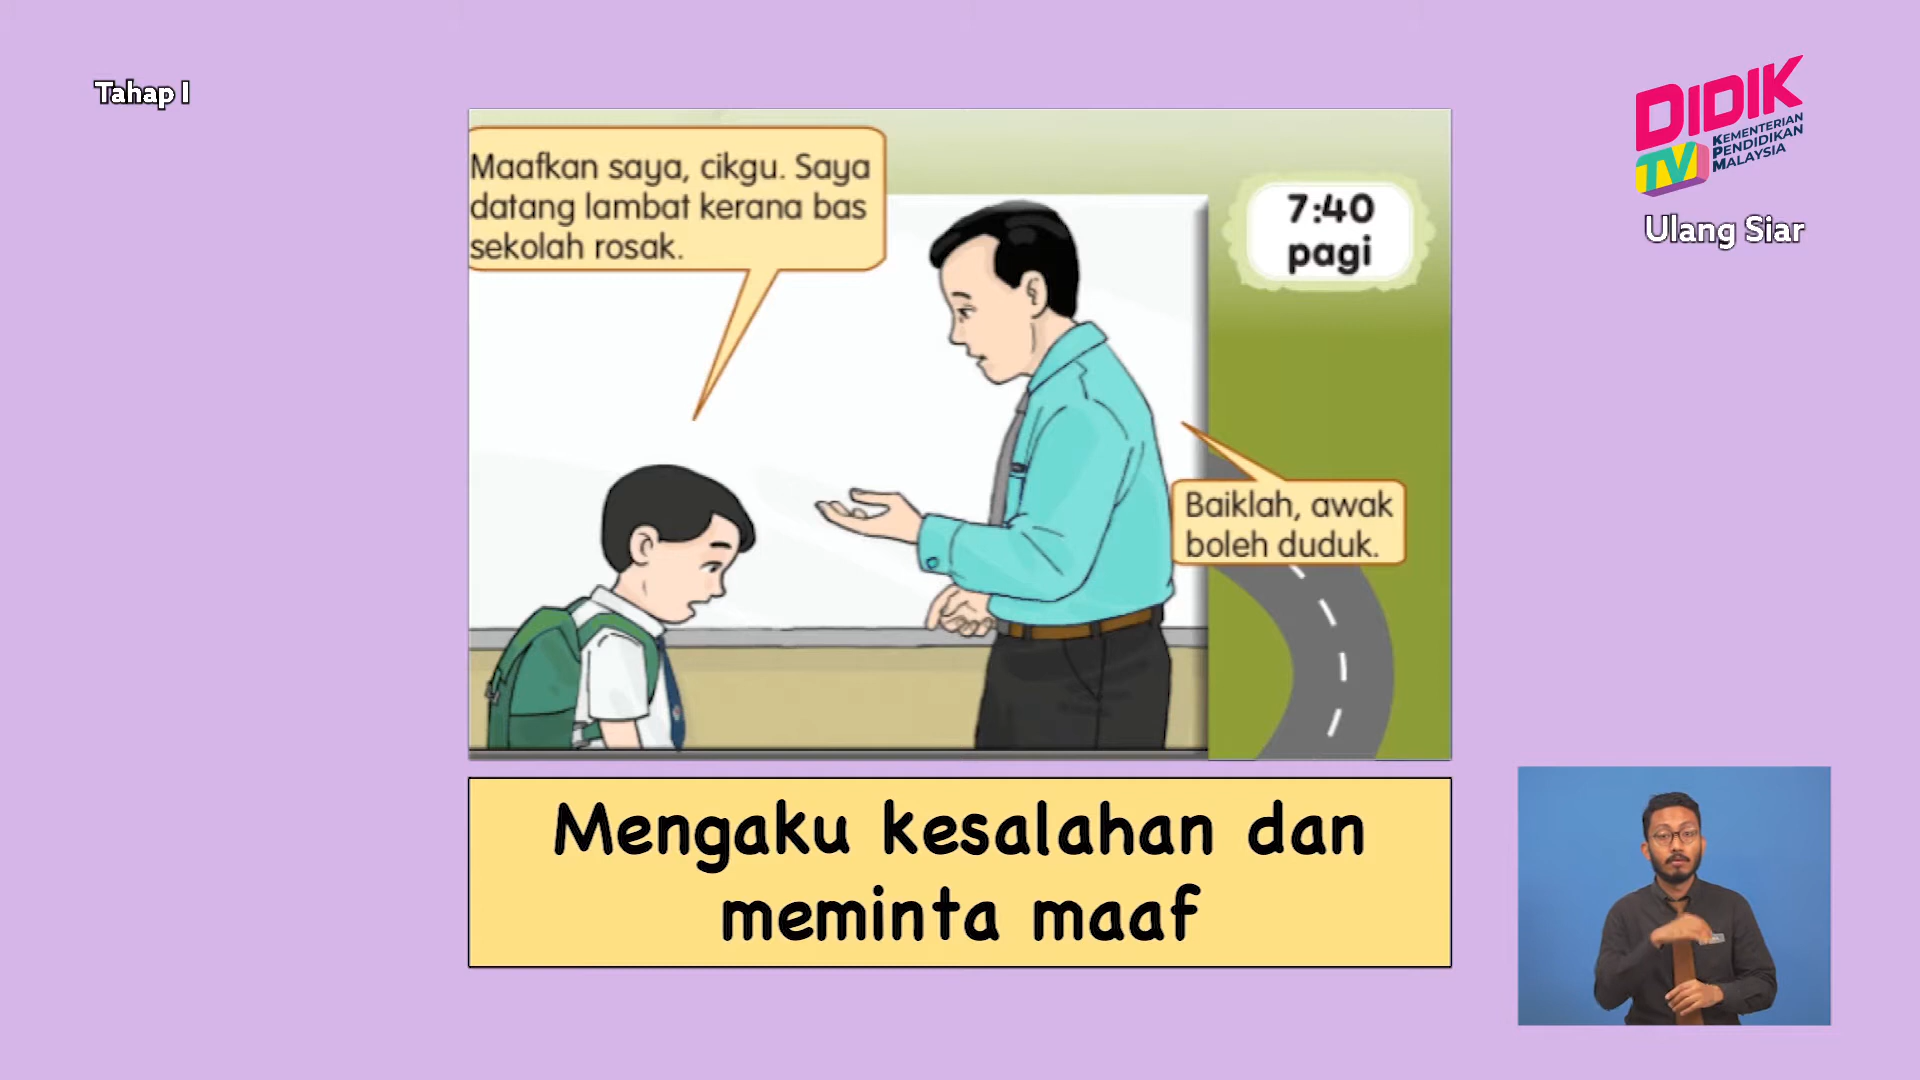 Tahap I
DIDIK
TV
KEMENTERIAN
PENDIDIKAN
MALAYSIA
Ulang Siar
Maafkan saya, cikgu. Saya
datang lambat kerana bas
sekolah rosak.
7:40
pagi
Baiklah, awak
boleh duduk.
Mengaku kesalahan dan
meminta maaf